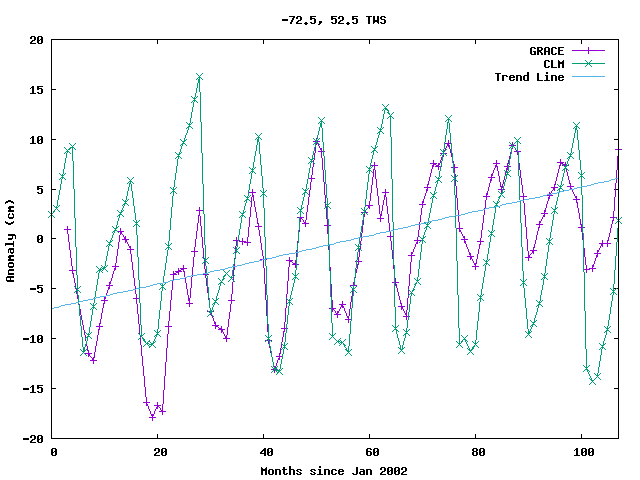 -72.5, 52.5 TWS
GRACE
CLM
Trend Line
20
15
10
5
0
-5
-10
-15
-20
Anomaly (cm)
0 20 40 60 80 100
Months since Jan 2002